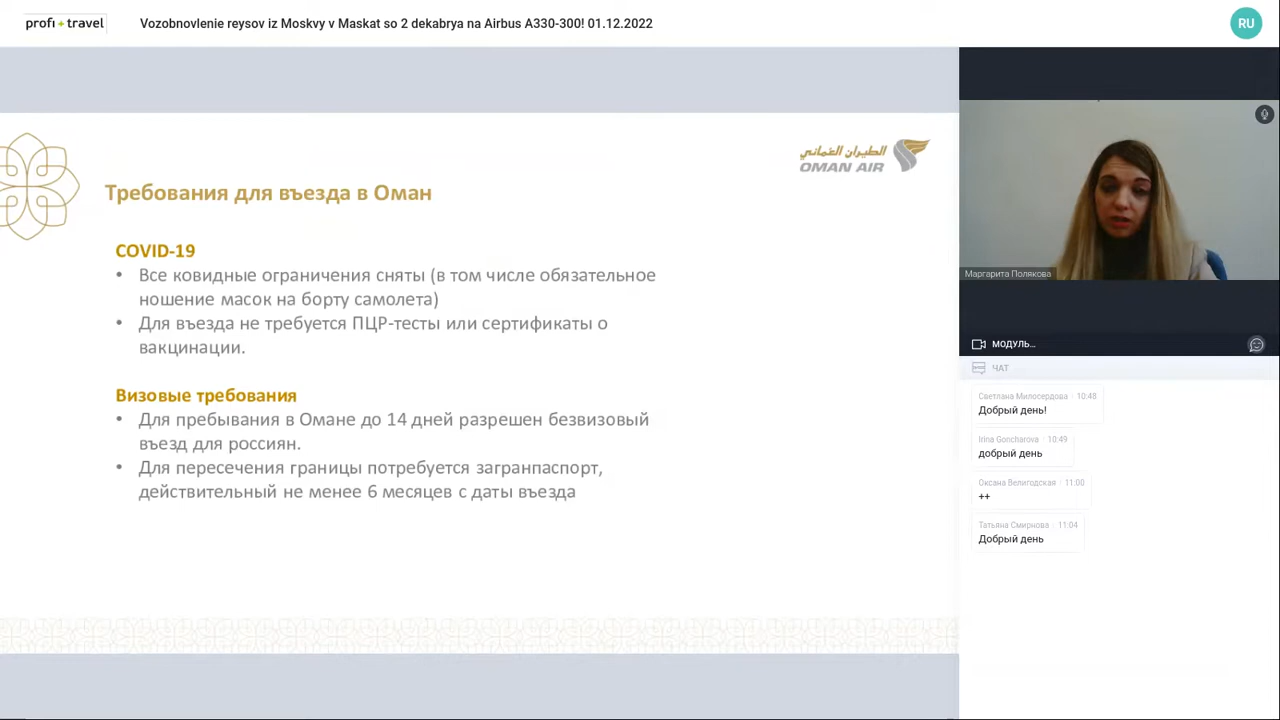 profi travel
Vozobnovlenie reysov iz Moskvy v Maskat so 2 dekabrya na Airbus A330-300! 01.12.2022
RU
الطيران العُماني
OMAN AIR
Требования для въезда в Оман
COVID-19
• Все ковидные ограничения сняты (в том числе обязательное
ношение масок на борту самолета)
• Для въезда не требуется ПЦР-тесты или сертификаты о
вакцинации.
Визовые требования
• Для пребывания в Омане до 14 дней разрешен безвизовый
въезд для россиян.
• Для пересечения границы потребуется загранпаспорт,
действительный не менее 6 месяцев с даты въезда
Маргарита Полякова
МОДУЛЬ...
ЧАТ
Светлана Милосердова 10:48
Добрый день!
Irina Goncharova 10:49
добрый день
Оксана Велигодская 11:00
++
Татьяна Смирнова 11:04
Добрый день